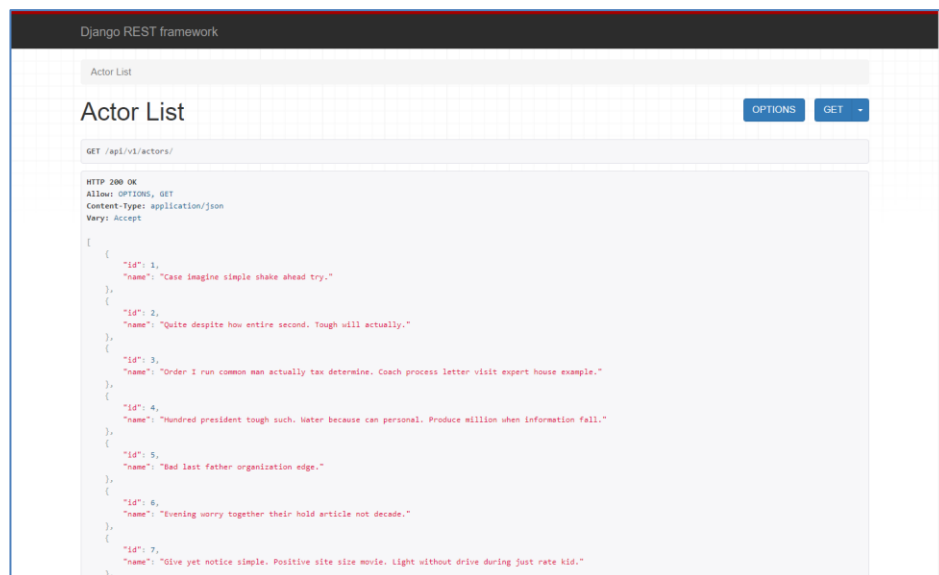 Django REST framework
Actor List
Actor List
OPTIONS GET
GET /api/v1/actors/
HTTP 200 OK
Allow: OPTIONS, GET
Content-Type: application/json
Vary: Accept
[
{
"id": 1,
"name": "Case imagine simple shake ahead try."
},
{
"id": 2,
"name": "Quite despite how entire second. Tough will actually."
},
{
"id": 3,
"name": "Order I run common man actually tax determine. Coach process letter visit expert house example."
},
{
"id": 4,
"name": "Hundred president tough such. Water because can personal. Produce million when information fall."
},
{
"id": 5,
"name": "Bad last father organization edge."
},
{
"id": 6,
"name": "Evening worry together their hold article not decade."
},
{
"id": 7,
"name": "Give yet notice simple. Positive site size movie. Light without drive during just rate kid."
}